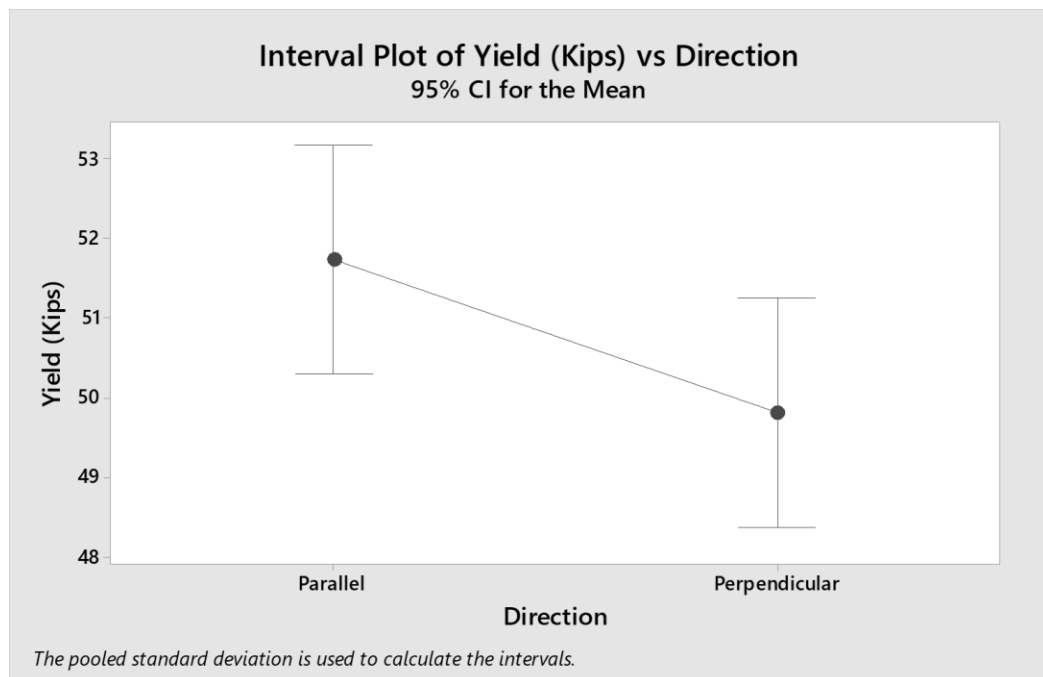 Interval Plot of Yield (Kips) vs Direction
95% CI for the Mean
53
52
51
50
49
48
Yield (Kips)
Parallel
Perpendicular
Direction
The pooled standard deviation is used to calculate the intervals.